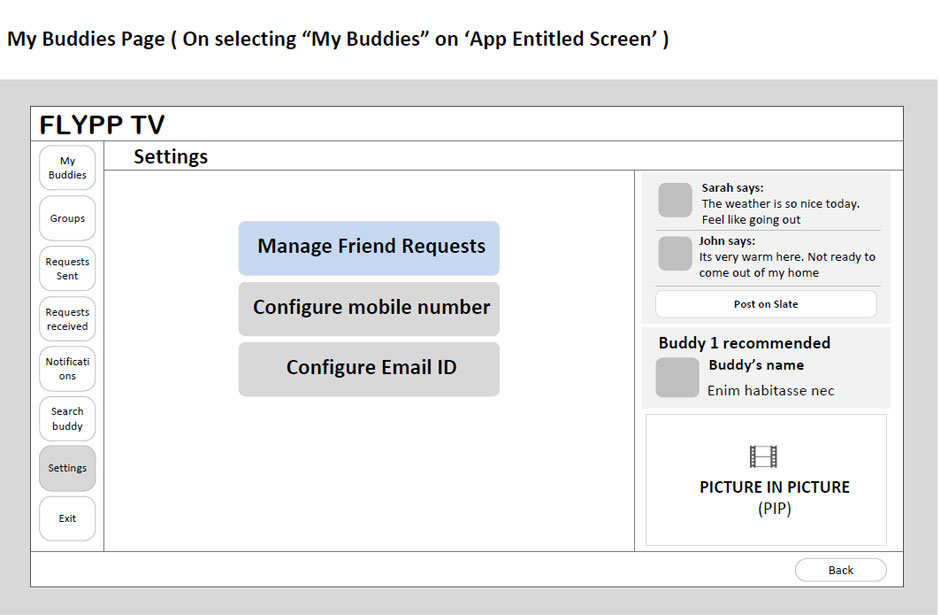 My Buddies Page ( On selecting “My Buddies” on ‘App Entitled Screen’ )
FLYPP TV
My
Buddies
Groups
Requests
Sent
Requests
received
Notificati
ons
Search
buddy
Settings
Exit
Settings
Manage Friend Requests
Configure mobile number
Configure Email ID
Sarah says:
The weather is so nice today.
Feel like going out
John says:
Its very warm here. Not ready to
come out of my home
Post on Slate
Buddy 1 recommended
Buddy’s name
Enim habitasse nec
PICTURE IN PICTURE
(PIP)
Back